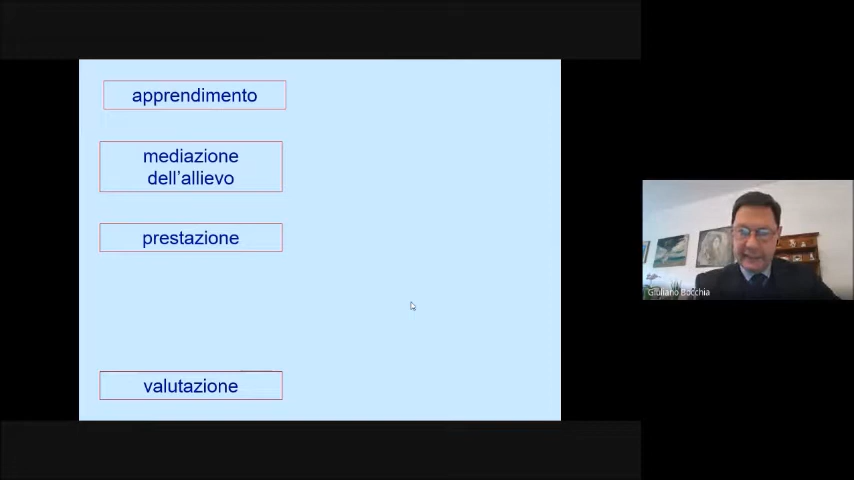 apprendimento
mediazione
dell'allievo
prestazione
valutazione
Giuliano Bocchia